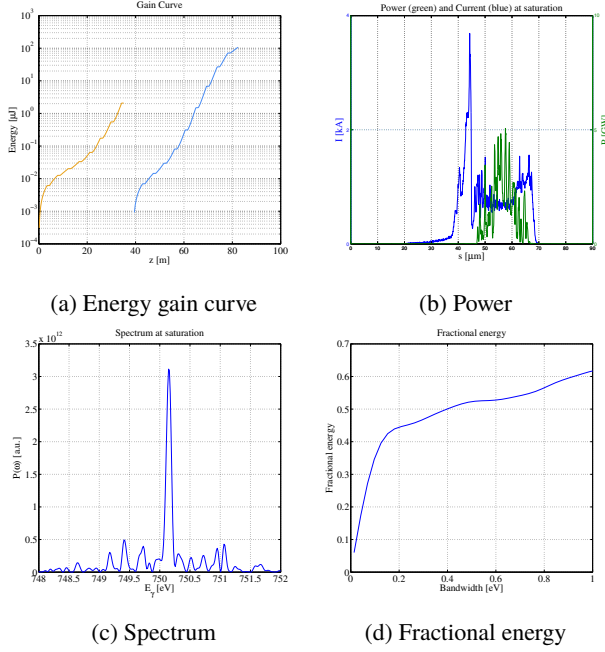 Gain Curve
10^3
10^2
10^1
10^0
10^-1
10^-2
10^-3
10^-4
Energy [µJ]
0 20 40 60 80 100
z [m]
(a) Energy gain curve
Power (green) and Current (blue) at saturation
4
2
0
I [kA]
0 10 20 30 40 50 60 70 80 90
s [µm]
10
0
(b) Power
Spectrum at saturation
x 10^12
3.5
3
2.5
2
1.5
1
0.5
0
P(ω) [a.u.]
748 748.5 749 749.5 750 750.5 751 751.5 752
E_γ [eV]
(c) Spectrum
Fractional energy
0.7
0.6
0.5
0.4
0.3
0.2
0.1
0
Fractional energy
0 0.2 0.4 0.6 0.8 1
Bandwidth [eV]
(d) Fractional energy